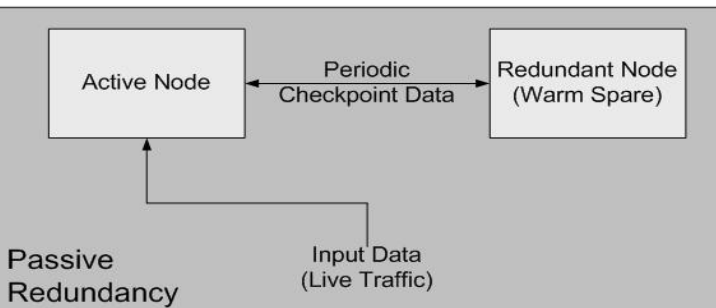 Active Node
Periodic
Checkpoint Data
Redundant Node
(Warm Spare)
Input Data
(Live Traffic)
Passive
Redundancy